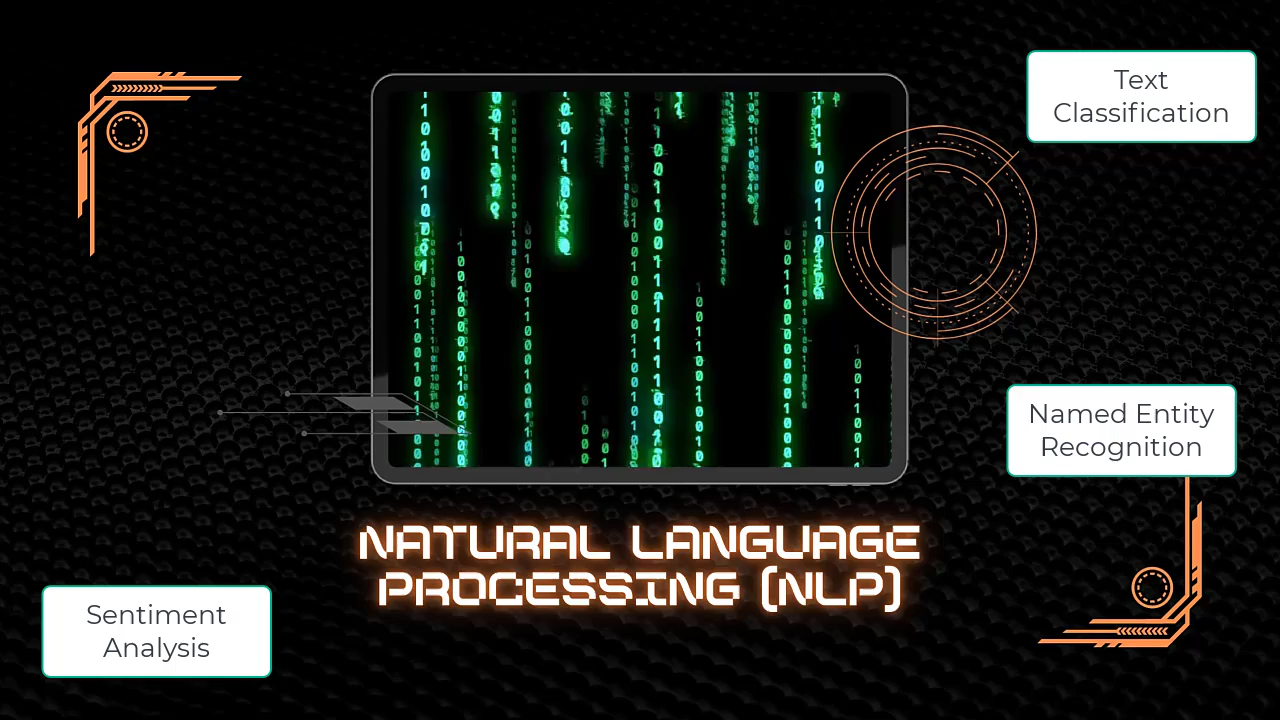 Text
Classification
Named Entity
Recognition
NATURAL LANGUAGE
PROCESSING (NLP)
Sentiment
Analysis